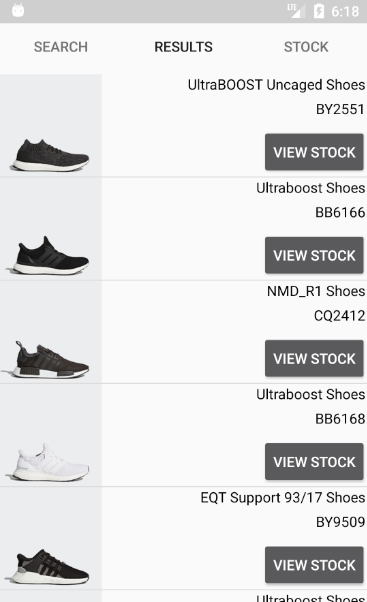 LTE 6:18
SEARCH RESULTS STOCK
UltraBOOST Uncaged Shoes
BY2551
VIEW STOCK
Ultraboost Shoes
BB6166
VIEW STOCK
NMD_R1 Shoes
CQ2412
VIEW STOCK
Ultraboost Shoes
BB6168
VIEW STOCK
EQT Support 93/17 Shoes
BY9509
VIEW STOCK
Ultraboost Shoes